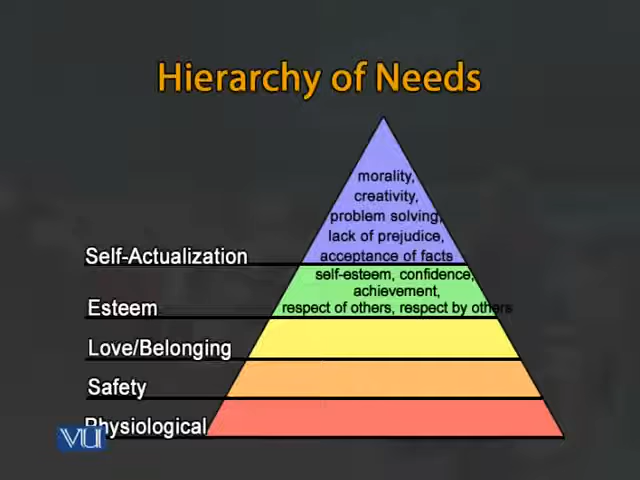 Hierarchy of Needs
morality,
creativity,
problem solving,
lack of prejudice,
Self-Actualization
acceptance of facts
self-esteem, confidence,
achievement,
Esteem
respect of others, respect by others
Love/Belonging
Safety
Physiological
VU